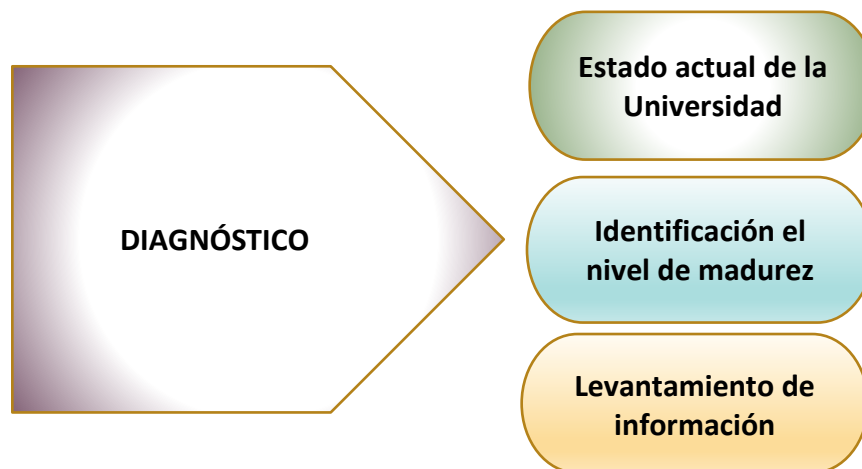 DIAGNÓSTICO
Estado actual de la
Universidad
Identificación el
nivel de madurez
Levantamiento de
información